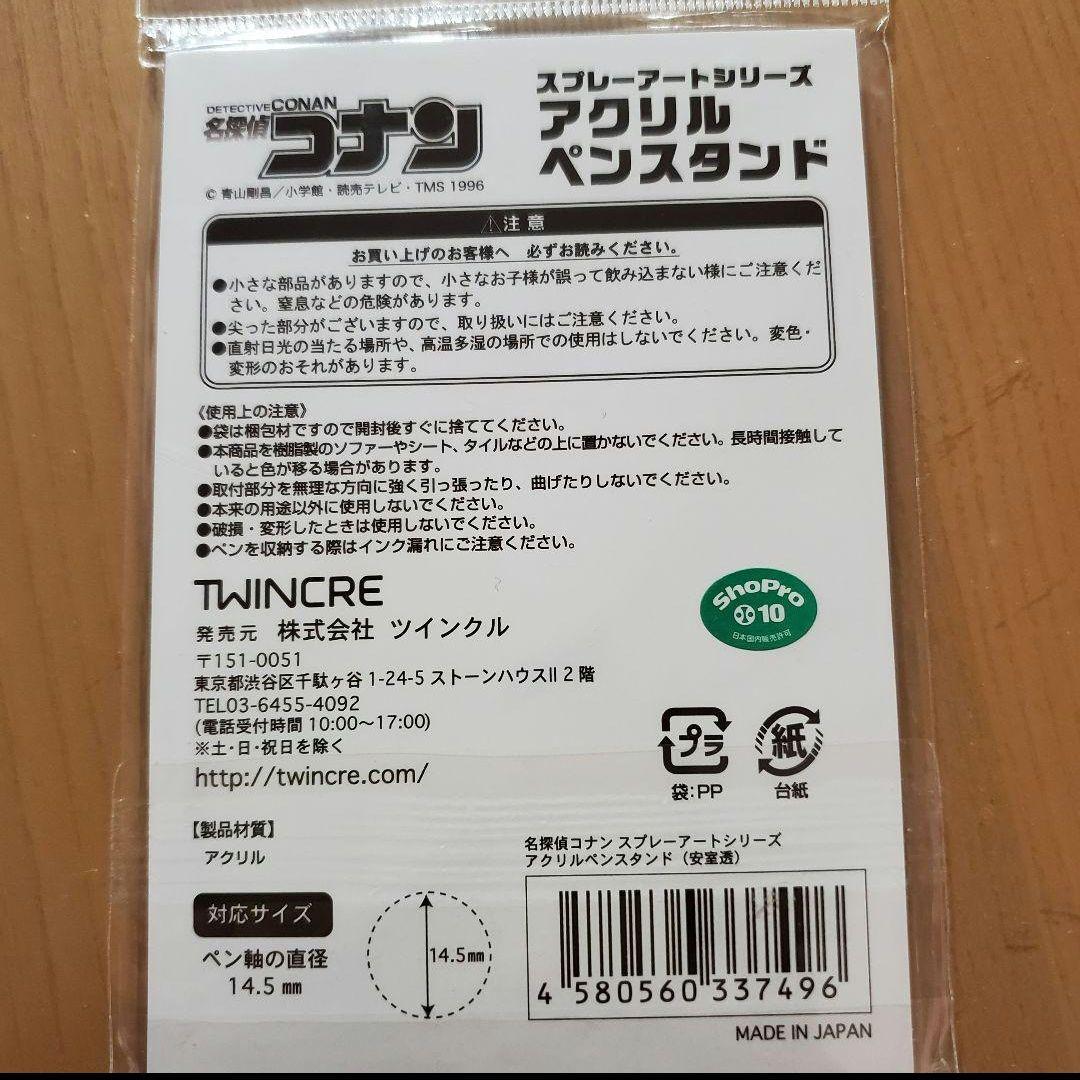 DETECTIVE CONAN
名探偵コナン
© 青山剛昌／小学館・読売テレビ・TMS 1996
スプレーアートシリーズ
アクリル
ペンスタンド
⚠注意
お買い上げのお客様へ 必ずお読みください。
●小さな部品がありますので、小さなお子様が誤って飲み込まない様にご注意くだ
さい。窒息などの危険があります。
●尖った部分がございますので、取り扱いにはご注意ください。
●直射日光の当たる場所や、高温多湿の場所での使用はしないでください。変色・
変形のおそれがあります。
《使用上の注意》
●袋は梱包材ですので開封後すぐに捨ててください。
●本商品を樹脂製のソファーやシート、タイルなどの上に置かないでください。長時間接触して
いると色が移る場合があります。
●取付部分を無理な方向に強く引っ張ったり、曲げたりしないでください。
●本来の用途以外に使用しないでください。
●破損・変形したときは使用しないでください。
●ペンを収納する際はインク漏れにご注意ください。
TWINCRE
発売元 株式会社 ツインクル
〒151-0051
東京都渋谷区千駄ヶ谷 1-24-5 ストーンハウスII 2 階
TEL03-6455-4092
(電話受付時間 10:00〜17:00)
※土・日・祝日を除く
http://twincre.com/
ShoPro
10
日本国内販売許可
プラ
袋：PP
紙
台紙
【製品材質】
アクリル
対応サイズ
ペン軸の直径
14.5 ㎜
14.5㎜
名探偵コナン スプレーアートシリーズ
アクリルペンスタンド（安室透）
4 580560 337496
MADE IN JAPAN